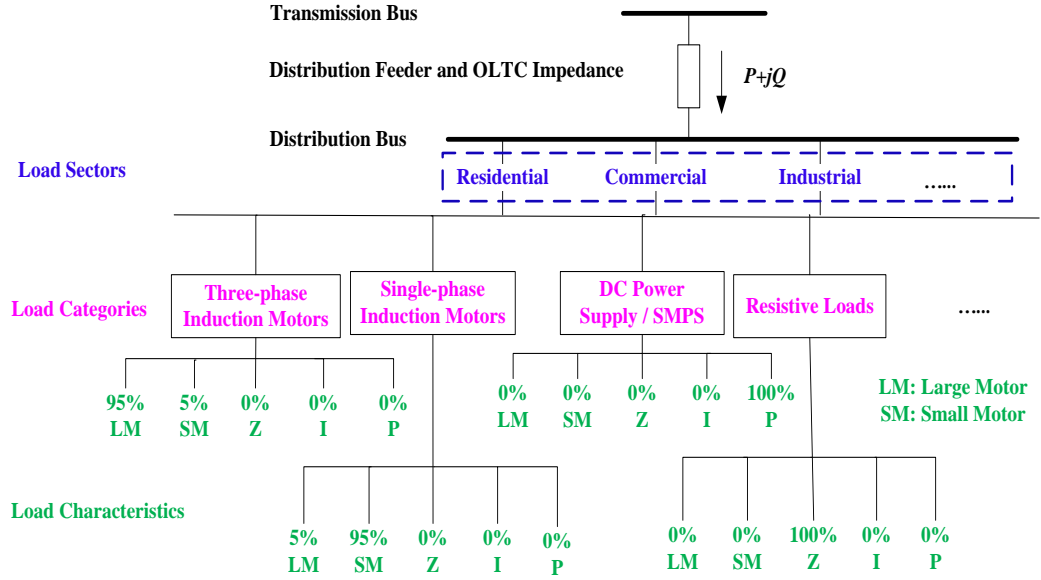 Transmission Bus
Distribution Feeder and OLTC Impedance
P+jQ
Distribution Bus
Load Sectors
Residential Commercial Industrial …...
Load Categories
Three-phase
Induction Motors
Single-phase
Induction Motors
DC Power
Supply / SMPS
Resistive Loads
…...
95% 5% 0% 0% 0%
LM SM Z I P
0% 0% 0% 0% 100%
LM SM Z I P
LM: Large Motor
SM: Small Motor
Load Characteristics
5% 95% 0% 0% 0%
LM SM Z I P
0% 0% 100% 0% 0%
LM SM Z I P